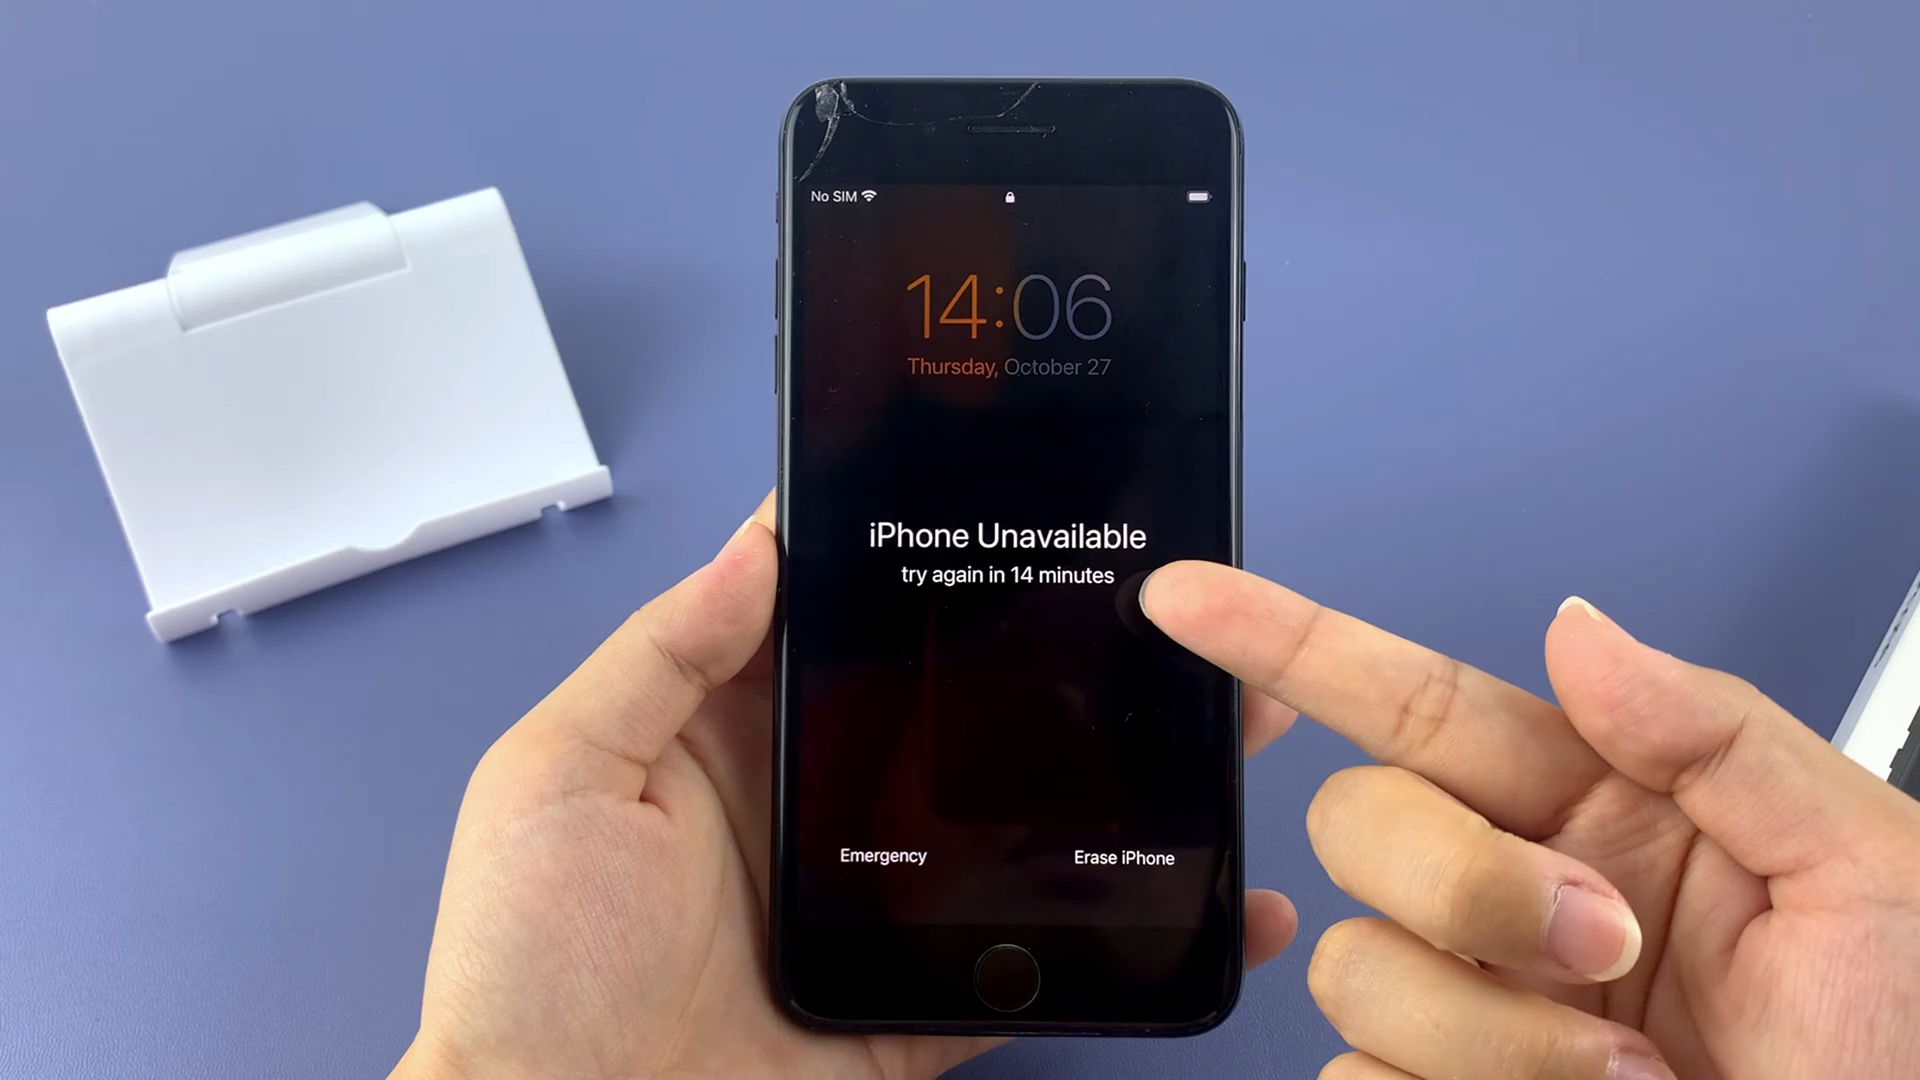 No SIM
14:06
Thursday, October 27
iPhone Unavailable
try again in 14 minutes
Emergency
Erase iPhone